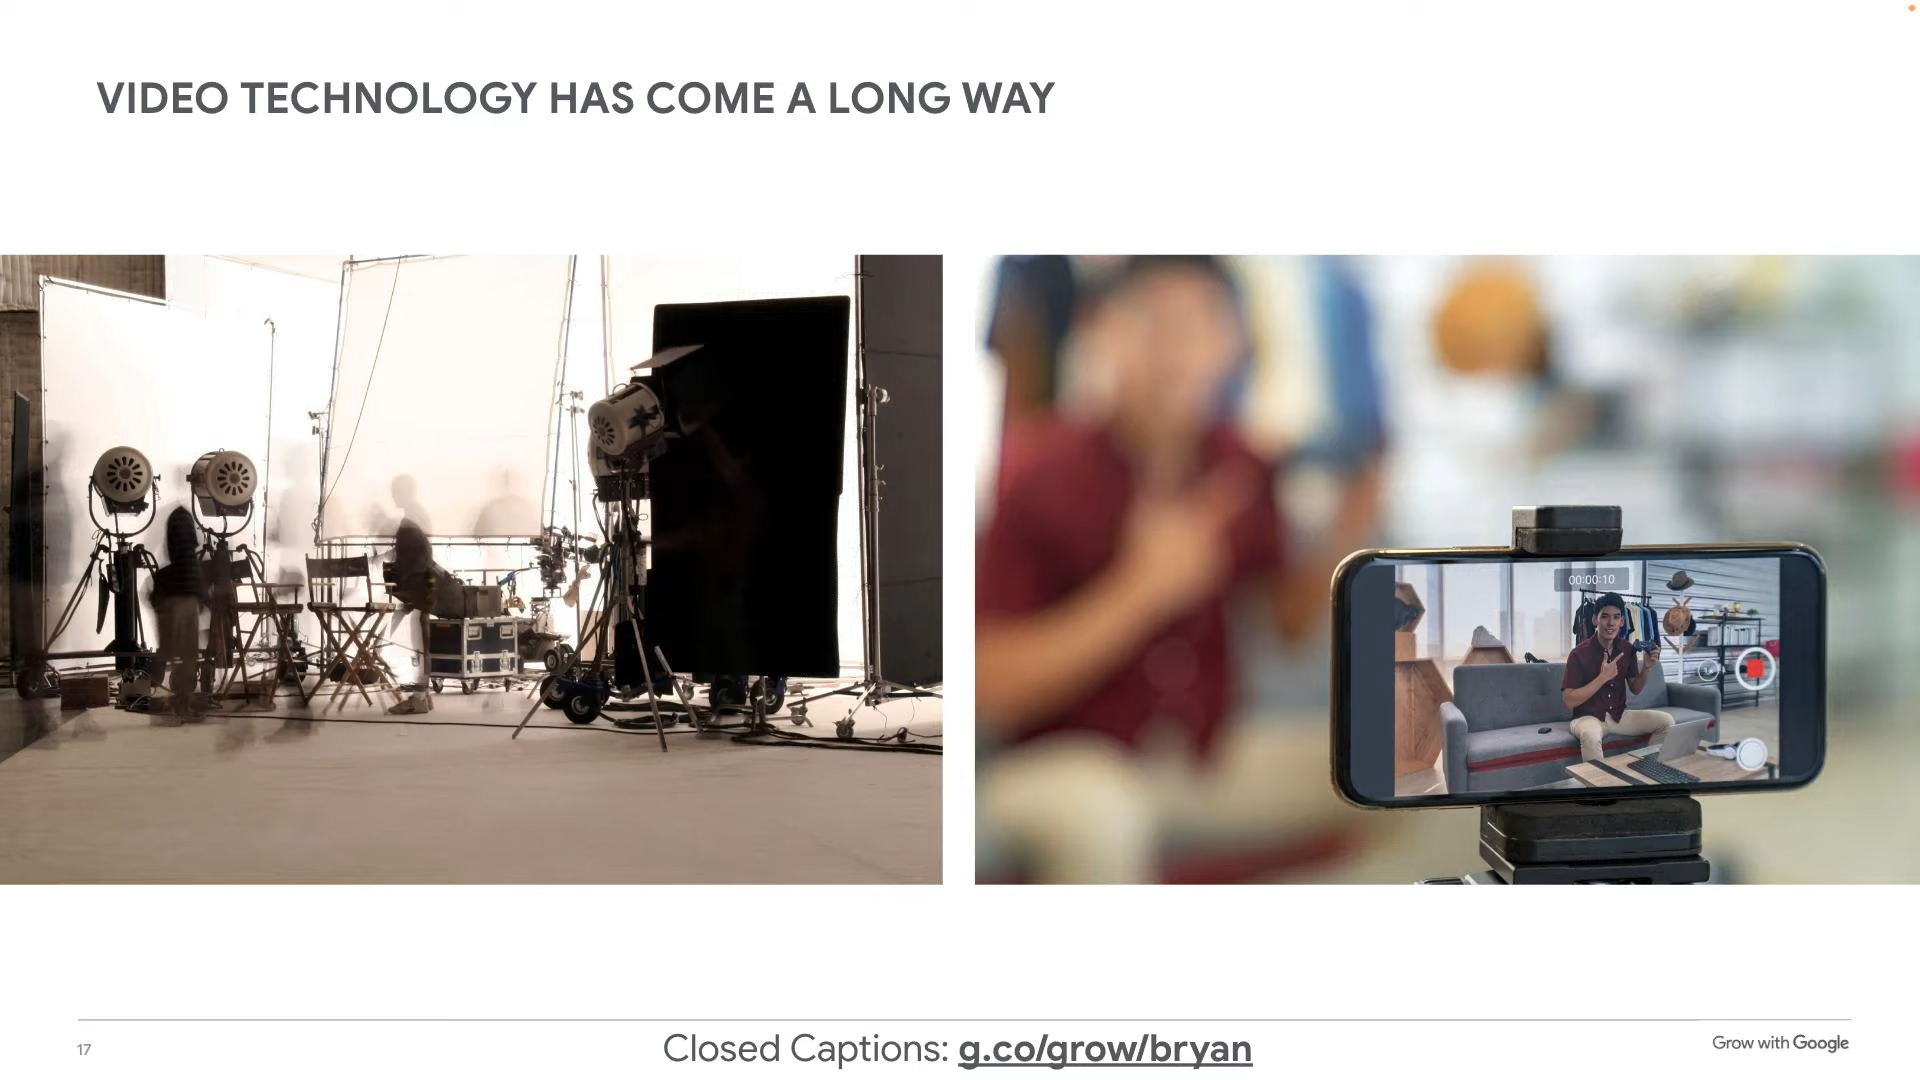 VIDEO TECHNOLOGY HAS COME A LONG WAY
00:00:10
17
Closed Captions: g.co/grow/bryan
Grow with Google